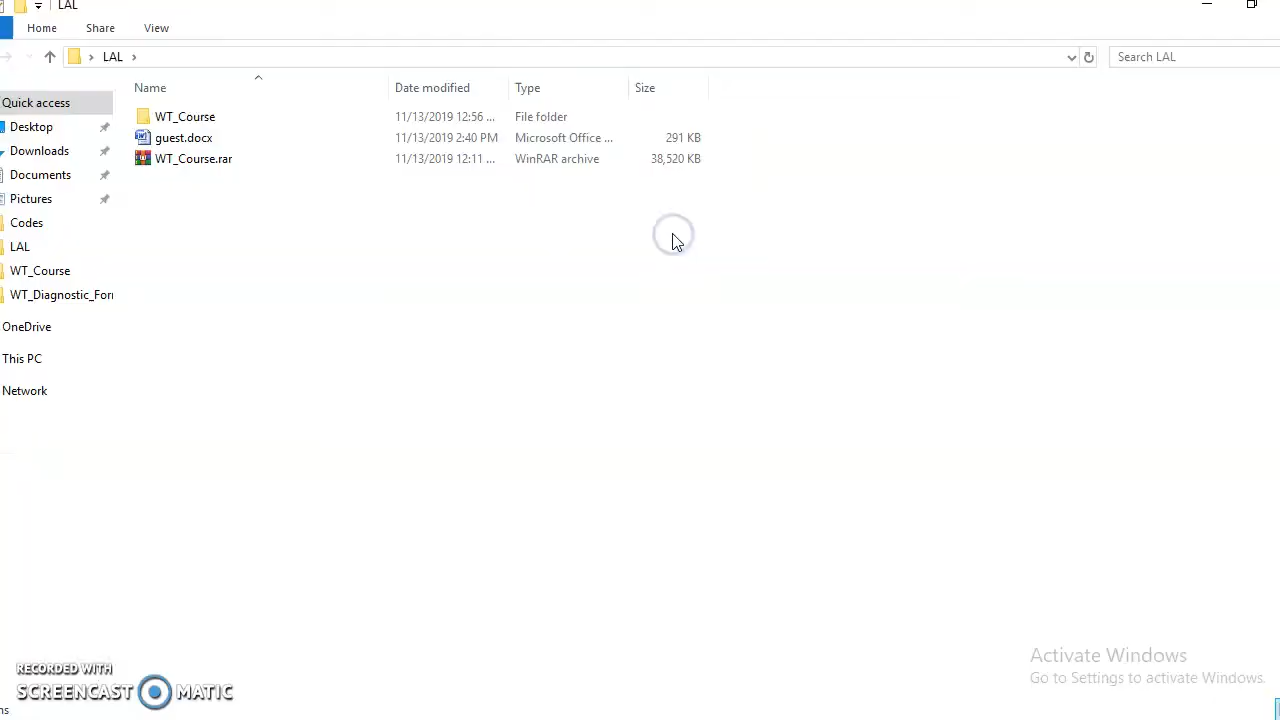 LAL
Home Share View
LAL Search LAL
Name Date modified Type Size
Quick access
WT_Course 11/13/2019 12:56 ... File folder
Desktop
guest.docx 11/13/2019 2:40 PM Microsoft Office ... 291 KB
Downloads
WT_Course.rar 11/13/2019 12:11 ... WinRAR archive 38,520 KB
Documents
Pictures
Codes
LAL
WT_Course
WT_Diagnostic_For
OneDrive
This PC
Network
Activate Windows
Go to Settings to activate Windows.
RECORDED WITH
SCREENCAST MATIC